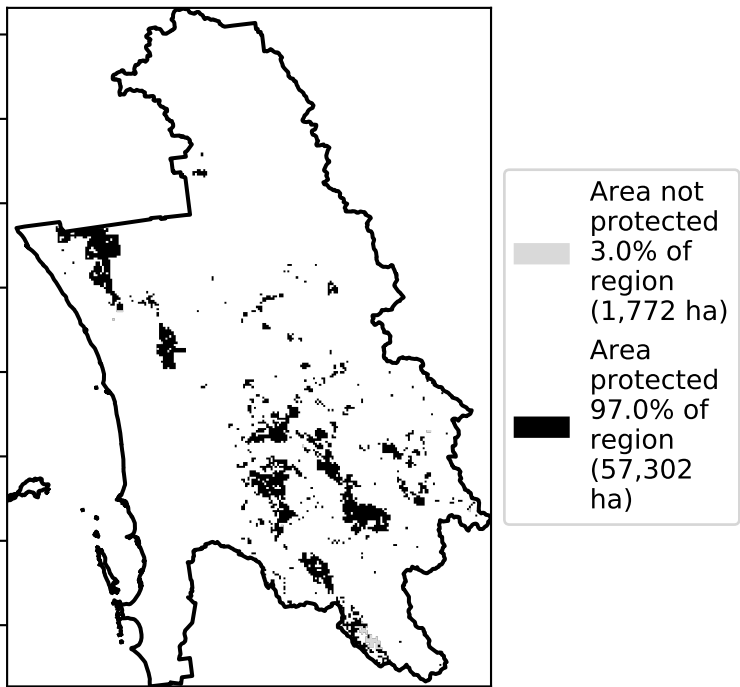 Area not
protected
3.0% of
region
(1,772 ha)
Area
protected
97.0% of
region
(57,302
ha)